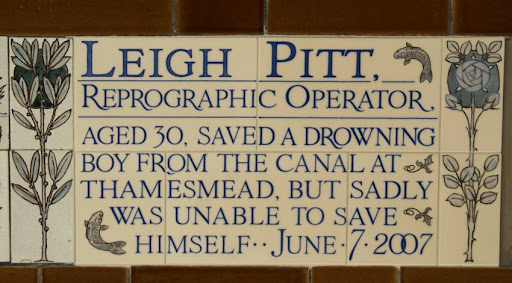 LEIGH PITT,
REPROGRAPHIC OPERATOR,
AGED 30, SAVED A DROWNING
BOY FROM THE CANAL AT
THAMESMEAD, BUT SADLY
WAS UNABLE TO SAVE
HIMSELF·· JUNE·7·2007